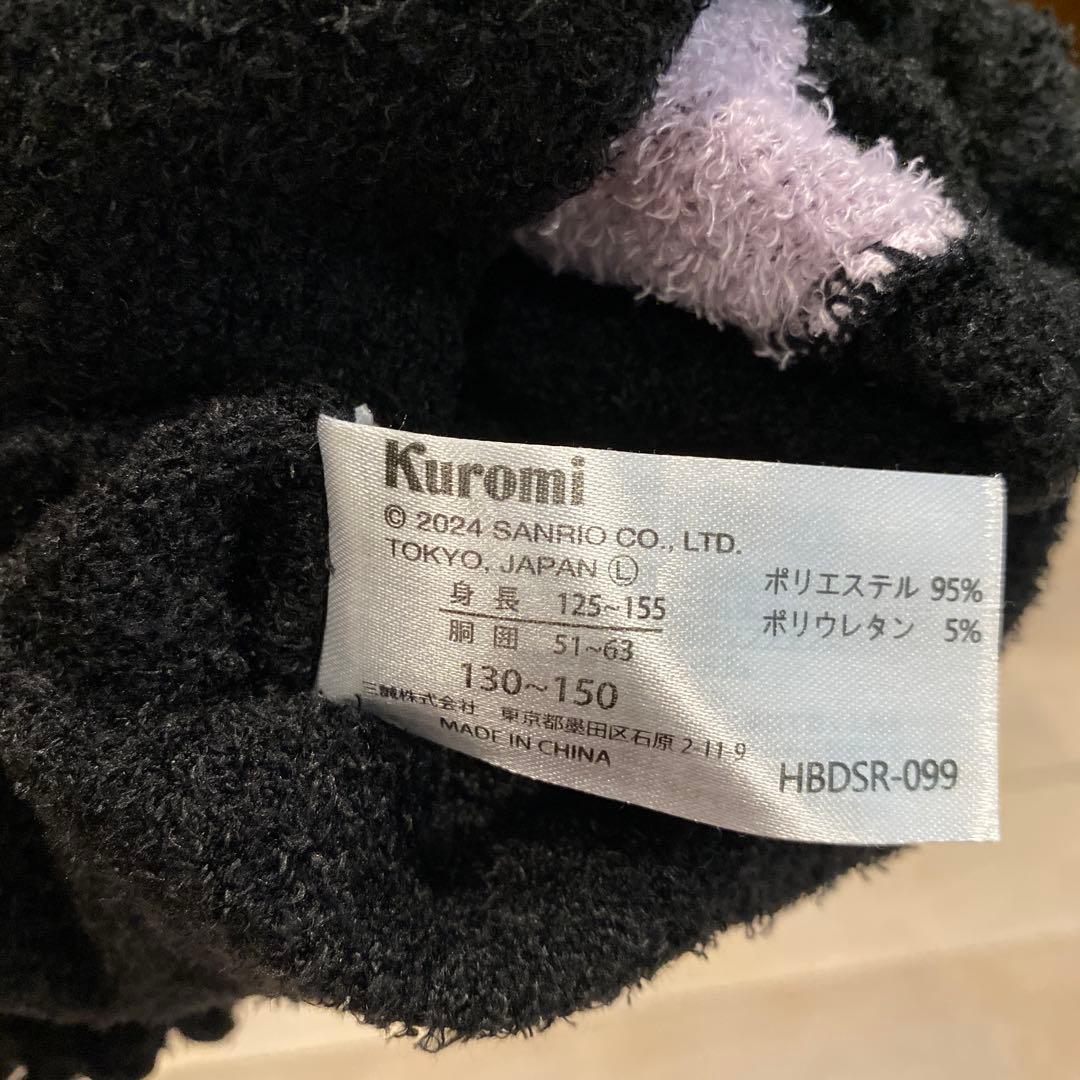 Kuromi
© 2024 SANRIO CO., LTD.
TOKYO, JAPAN Ⓛ
身 長 125~155
胴 囲 51~63
130~150
三誠株式会社 東京都墨田区石原 2-11-9
MADE IN CHINA
ポリエステル 95%
ポリウレタン 5%
HBDSR-099